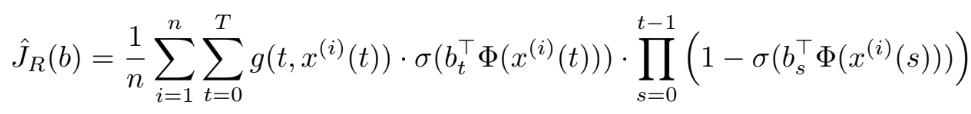 $\hat{J}_R(b) = \frac{1}{n} \sum_{i=1}^{n} \sum_{t=0}^{T} g(t, x^{(i)}(t)) \cdot \sigma(b_t^\top \Phi(x^{(i)}(t))) \cdot \prod_{s=0}^{t-1} \left(1 - \sigma(b_s^\top \Phi(x^{(i)}(s)))\right)$